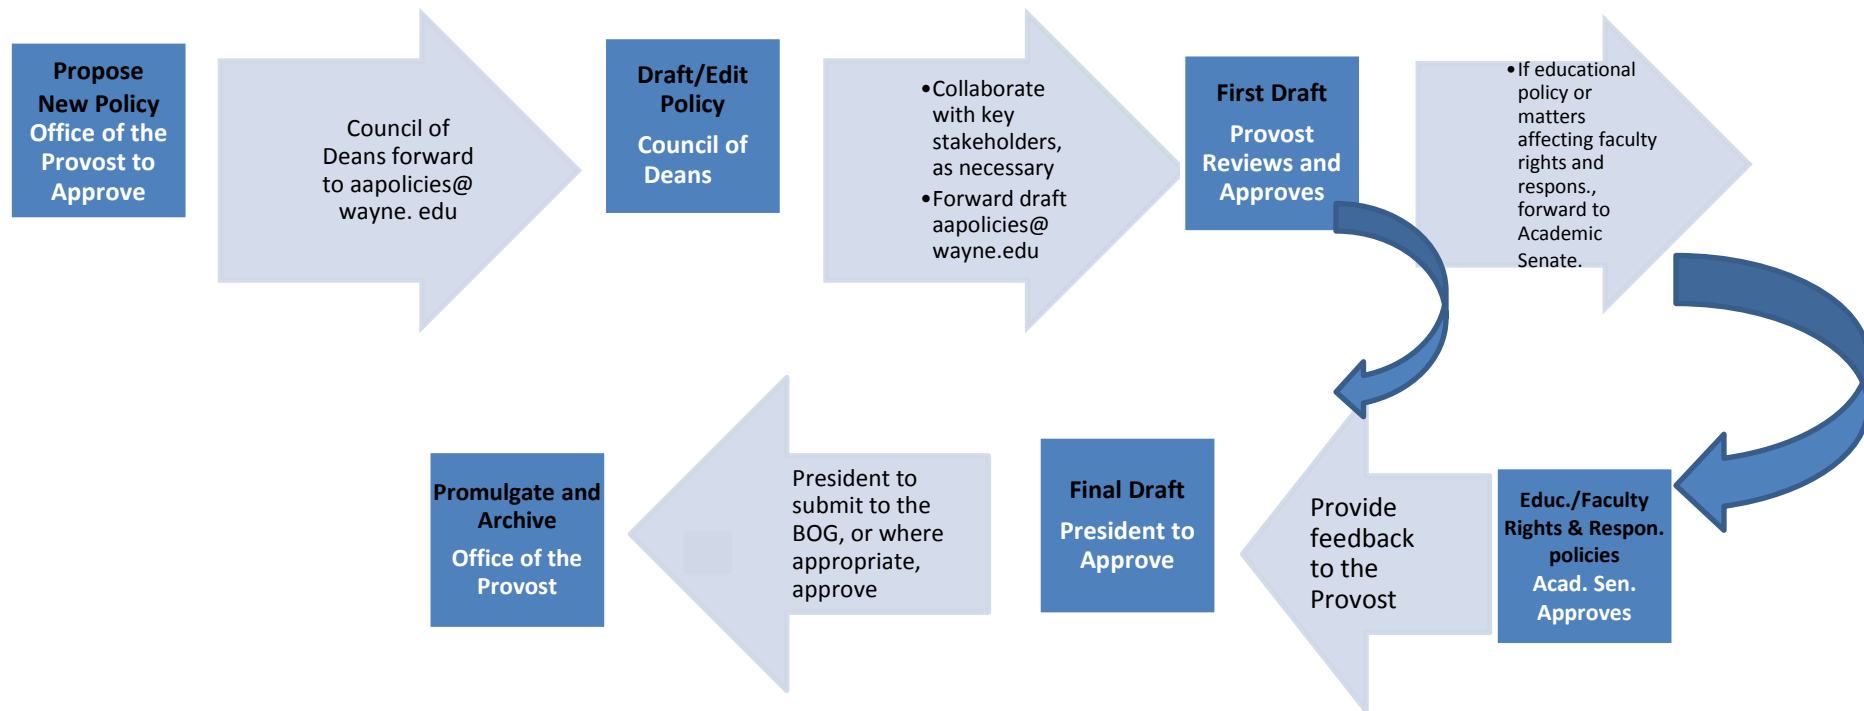 Propose
New Policy
Office of the
Provost to
Approve
Council of
Deans forward
to aapolicies@
wayne. edu
Draft/Edit
Policy
Council of
Deans
•Collaborate
with key
stakeholders,
as necessary
•Forward draft
aapolicies@
wayne.edu
First Draft
Provost
Reviews and
Approves
•If educational
policy or
matters
affecting faculty
rights and
respons.,
forward to
Academic
Senate.
Educ./Faculty
Rights & Respon.
policies
Acad. Sen.
Approves
Provide
feedback
to the
Provost
Final Draft
President to
Approve
President to
submit to the
BOG, or where
appropriate,
approve
Promulgate and
Archive
Office of the
Provost